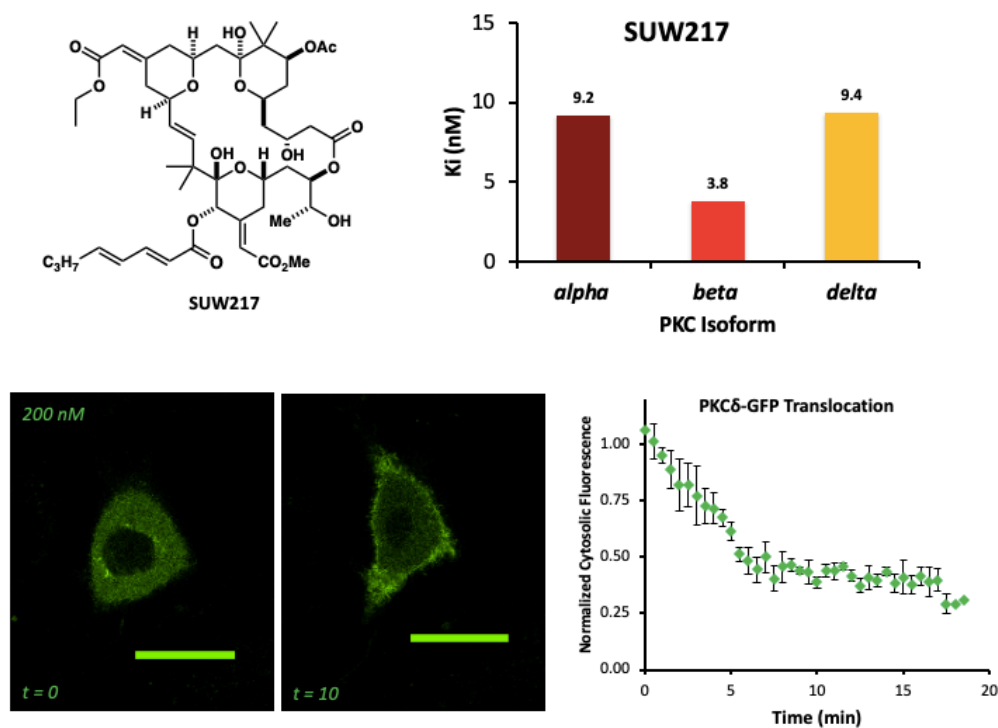 H
HO
OAc
O
O
O
O
O
H
O
OH
OH
O
H
O
O
Me
OH
O
C3H7
O
CO2Me
SUW217
SUW217
Ki (nM)
15
10
5
0
9.2
3.8
9.4
alpha
beta
delta
PKC Isoform
200 nM
t = 0
t = 10
PKCδ-GFP Translocation
Normalized Cytosolic Fluorescence
1.00
0.75
0.50
0.25
0.00
0
5
10
15
20
Time (min)